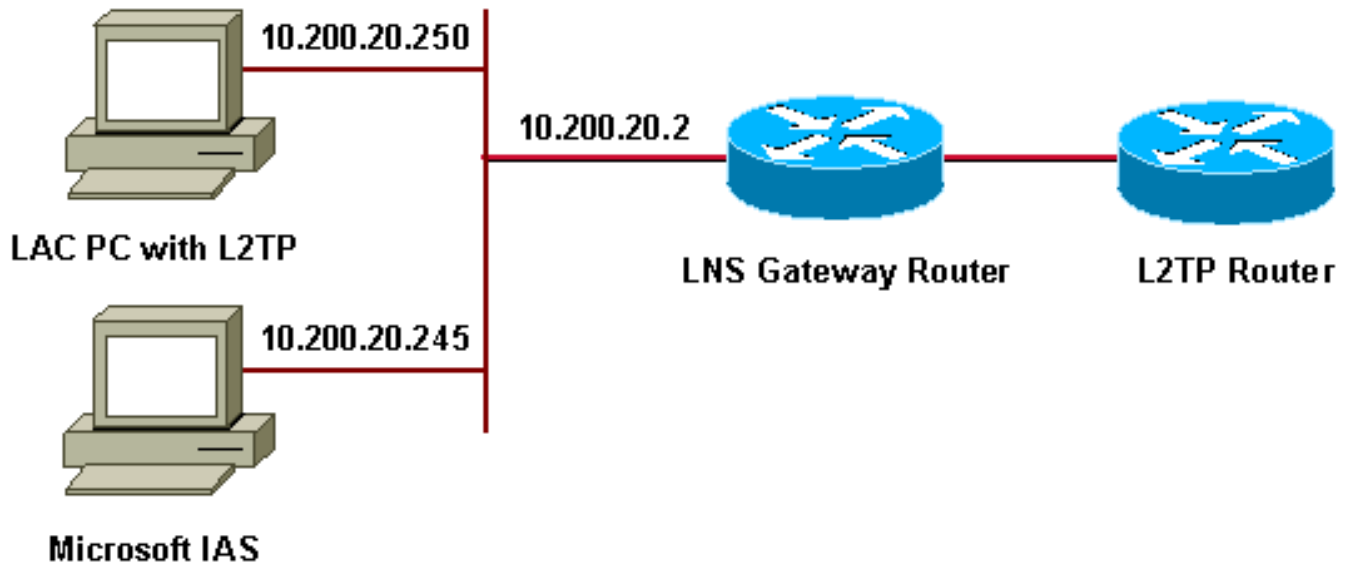 10.200.20.250
10.200.20.2
LAC PC with L2TP
LNS Gateway Router
L2TP Router
10.200.20.245
Microsoft IAS